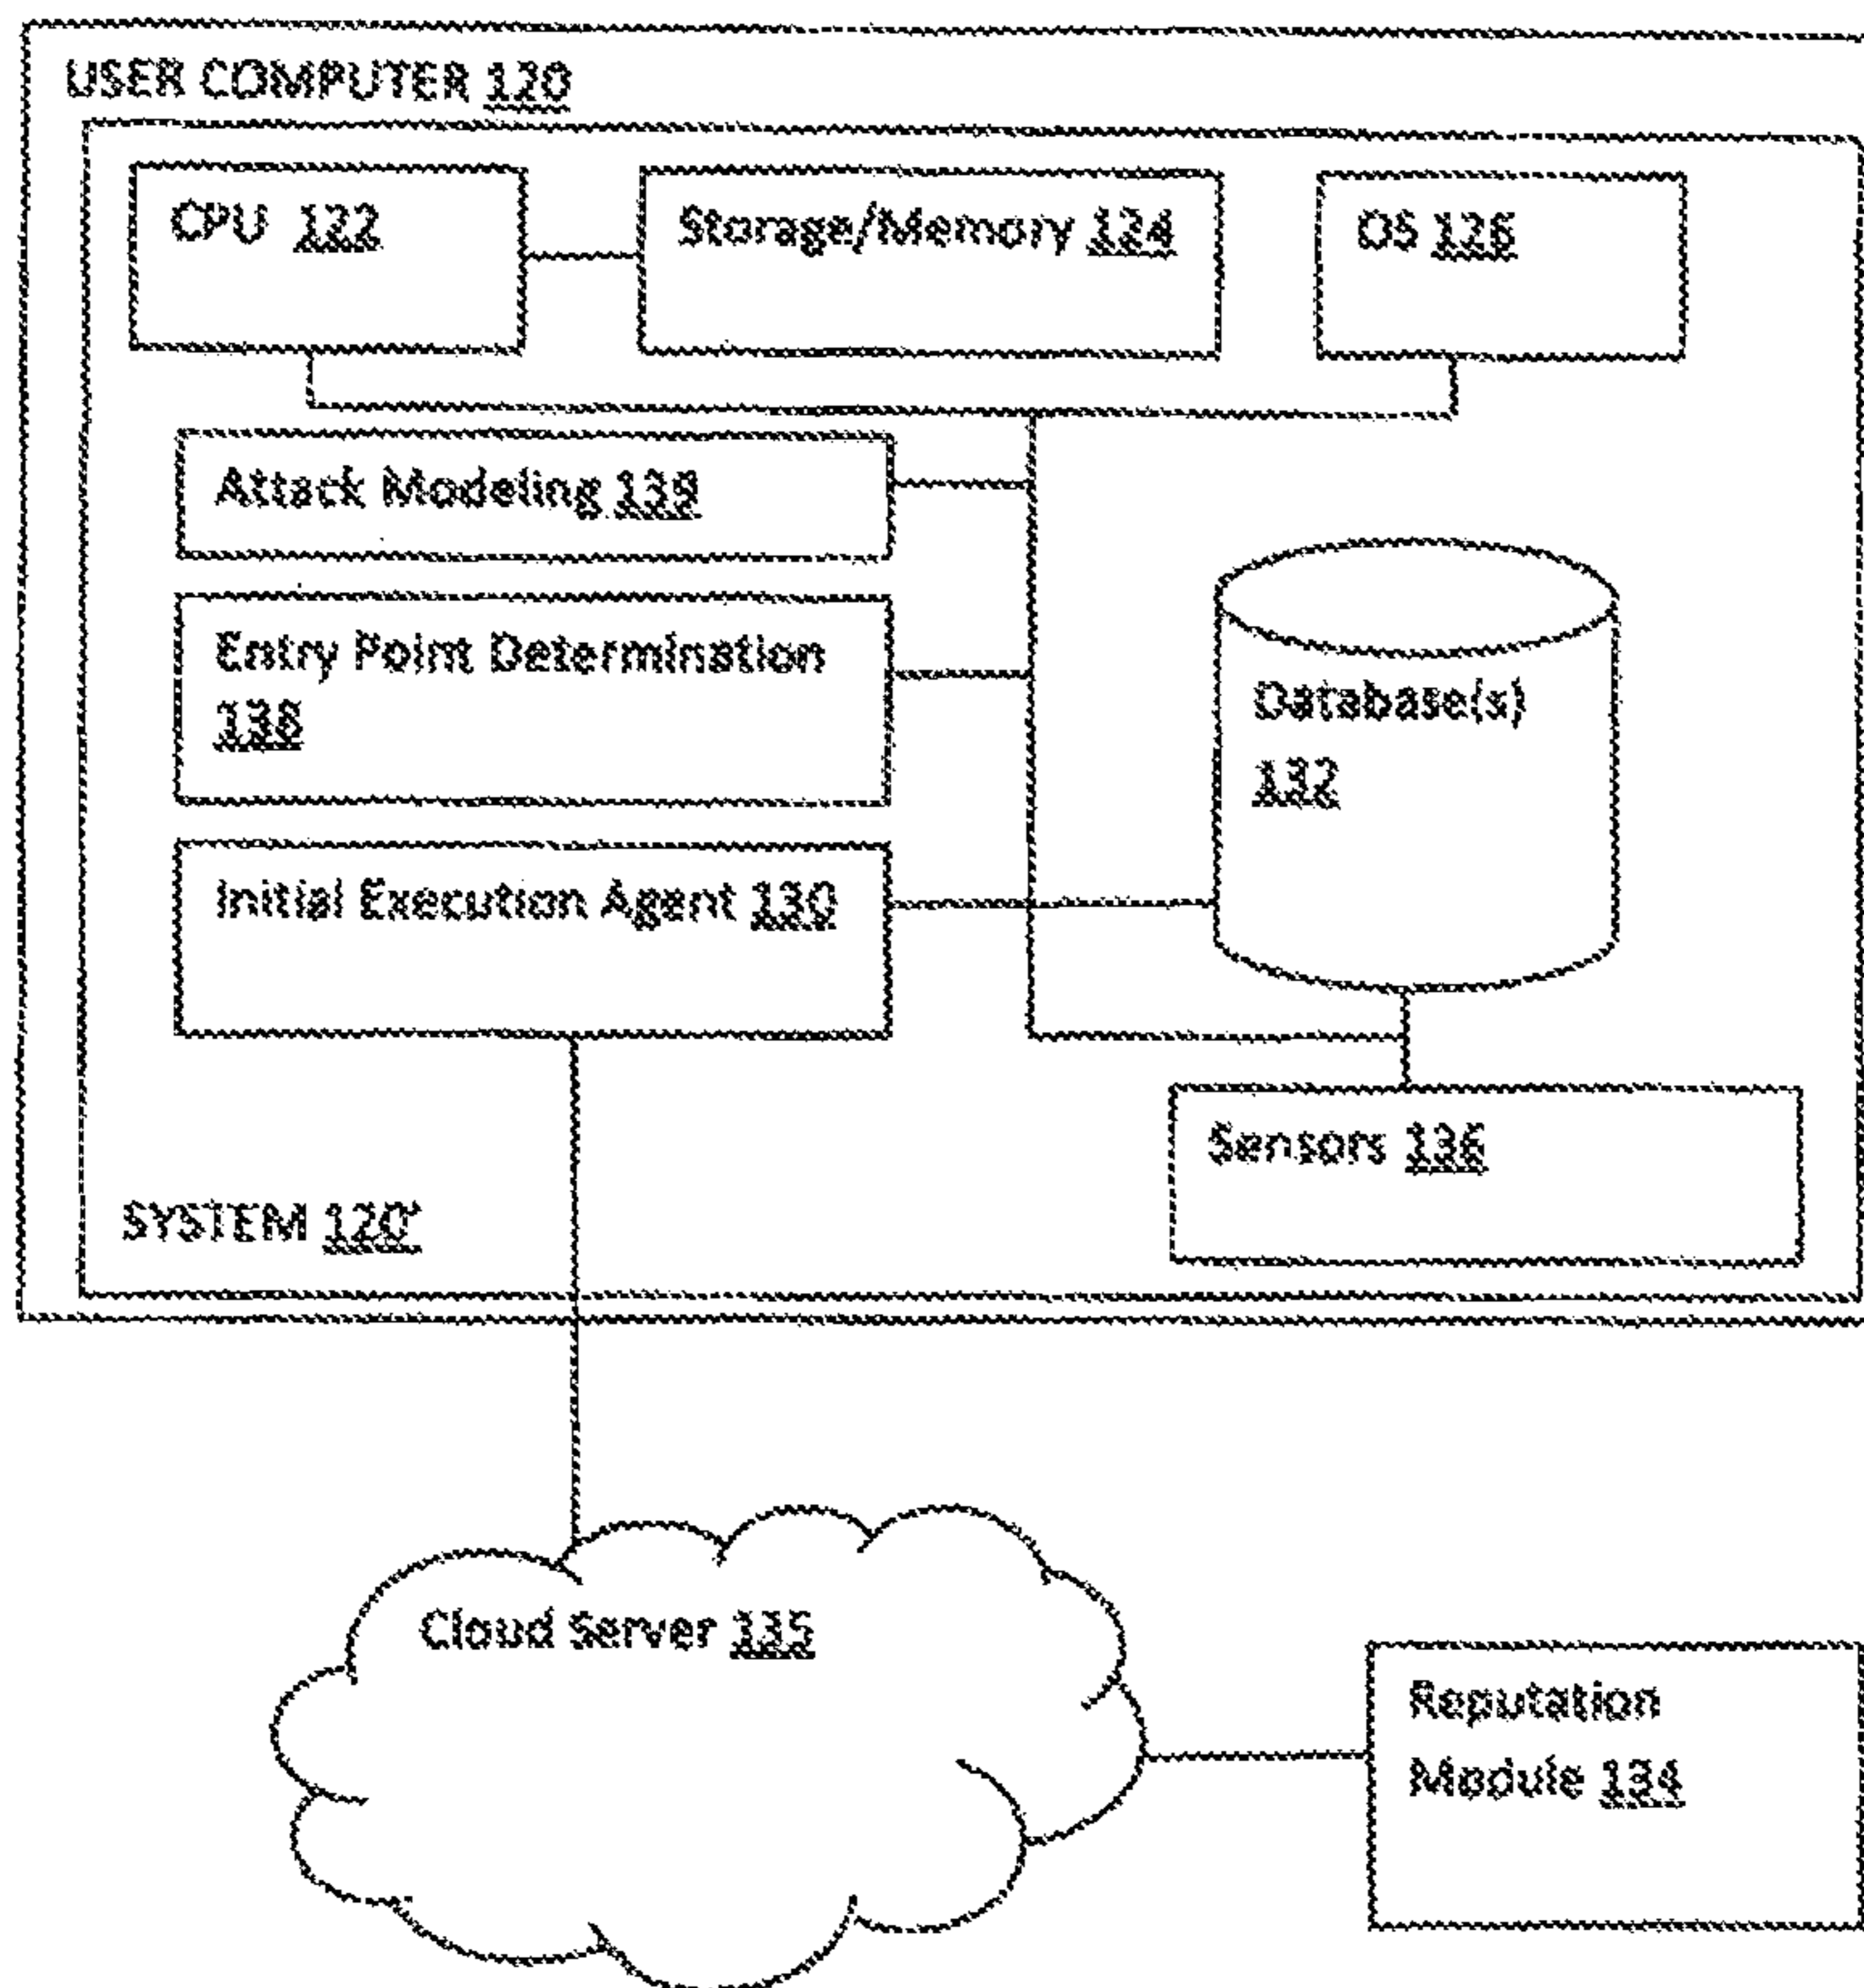 USER COMPUTER 120
CPU 122
Storage/Memory 124
OS 126
Attack Modeling 139
Entry Point Determination
138
Database(s)
132
Initial Execution Agent 130
Sensors 136
SYSTEM 120'
Cloud Server 135
Reputation
Module 134